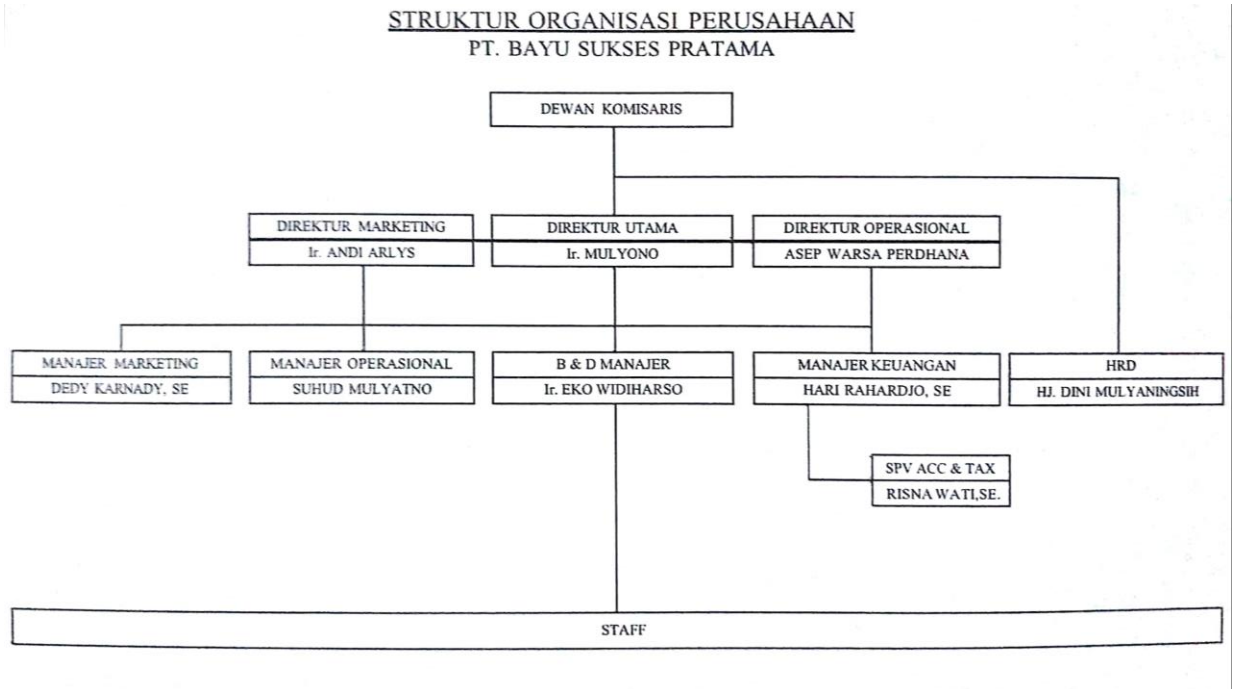 STRUKTUR ORGANISASI PERUSAHAAN
PT. BAYU SUKSES PRATAMA
DEWAN KOMISARIS
DIREKTUR MARKETING
Ir. ANDI ARLYS
DIREKTUR UTAMA
Ir. MULYONO
DIREKTUR OPERASIONAL
ASEP WARSA PERDHANA
MANAJER MARKETING
DEDY KARNADY, SE
MANAJER OPERASIONAL
SUHUD MULYATNO
B & D MANAJER
Ir. EKO WIDIHARSO
MANAJER KEUANGAN
HARI RAHARDJO, SE
HRD
HJ. DINI MULYANINGSIH
SPV ACC & TAX
RISNA WATI,SE.
STAFF